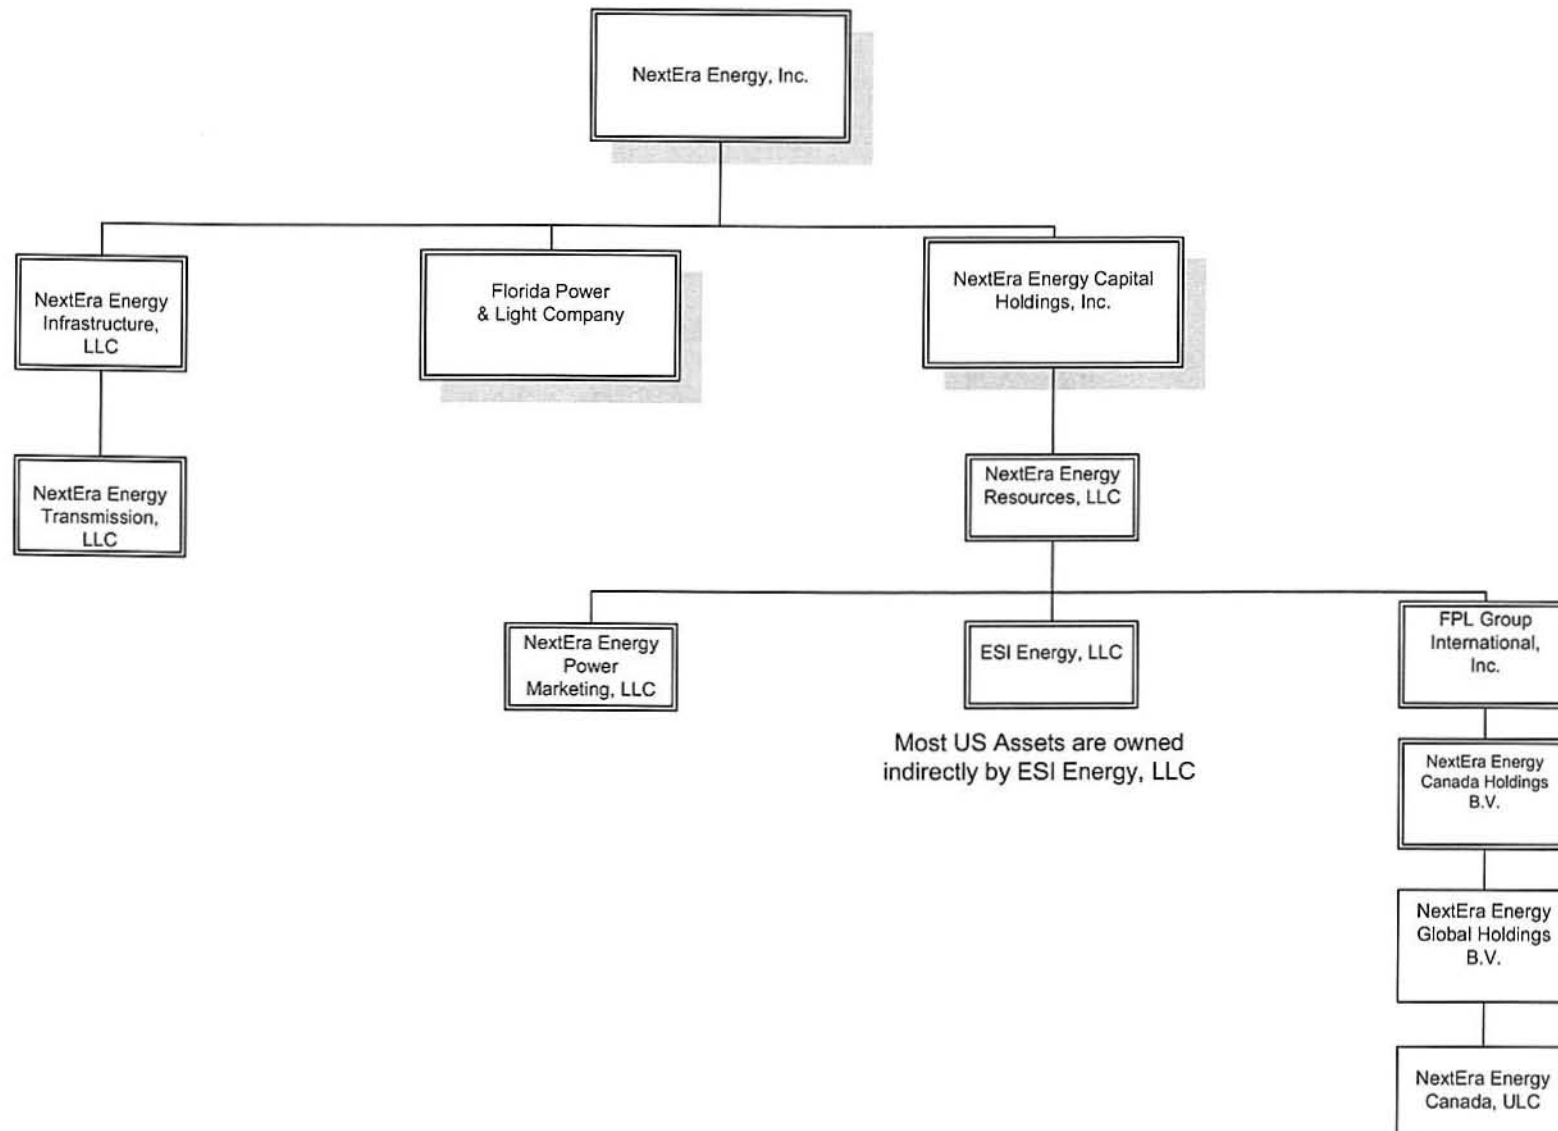 NextEra Energy, Inc.
NextEra Energy
Infrastructure,
LLC
Florida Power
& Light Company
NextEra Energy Capital
Holdings, Inc.
NextEra Energy
Transmission,
LLC
NextEra Energy
Resources, LLC
NextEra Energy
Power
Marketing, LLC
ESI Energy, LLC
FPL Group
International,
Inc.
Most US Assets are owned
indirectly by ESI Energy, LLC
NextEra Energy
Canada Holdings
B.V.
NextEra Energy
Global Holdings
B.V.
NextEra Energy
Canada, ULC